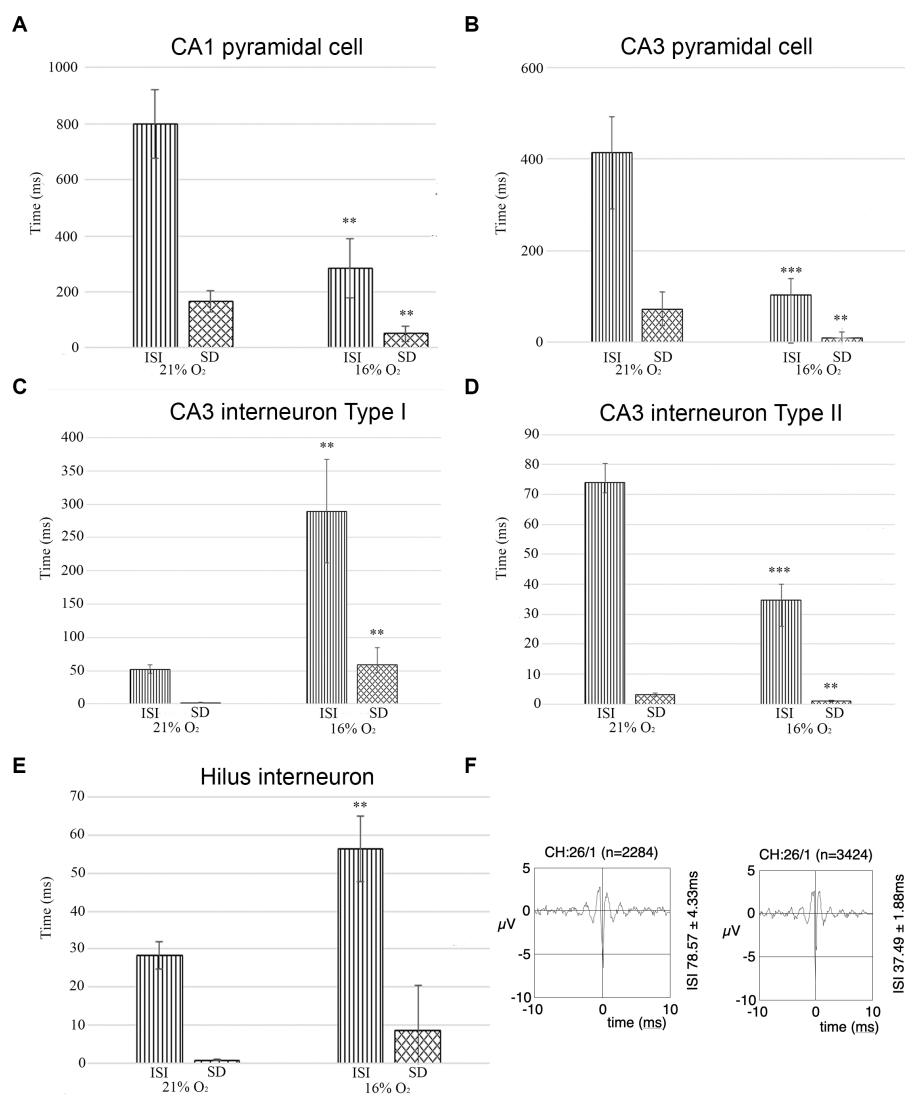 A
CA1 pyramidal cell
1000
800
600
400
200
0
Time (ms)
**
**
ISI SD ISI SD
21% O₂ 16% O₂
B
CA3 pyramidal cell
600
400
200
0
Time (ms)
***
**
ISI SD ISI SD
21% O₂ 16% O₂
C
CA3 interneuron Type I
400
350
300
250
200
150
100
50
0
Time (ms)
**
**
ISI SD ISI SD
21% O₂ 16% O₂
D
CA3 interneuron Type II
90
80
70
60
50
40
30
20
10
0
Time (ms)
***
**
ISI SD ISI SD
21% O₂ 16% O₂
E
Hilus interneuron
70
60
50
40
30
20
10
0
Time (ms)
**
ISI SD ISI SD
21% O₂ 16% O₂
F
CH:26/1 (n=2284)
5
0
-5
-10
µV
-10 0 10
time (ms)
ISI 78.57 ± 4.33ms
CH:26/1 (n=3424)
5
0
-5
-10
µV
-10 0 10
time (ms)
ISI 37.49 ± 1.88ms